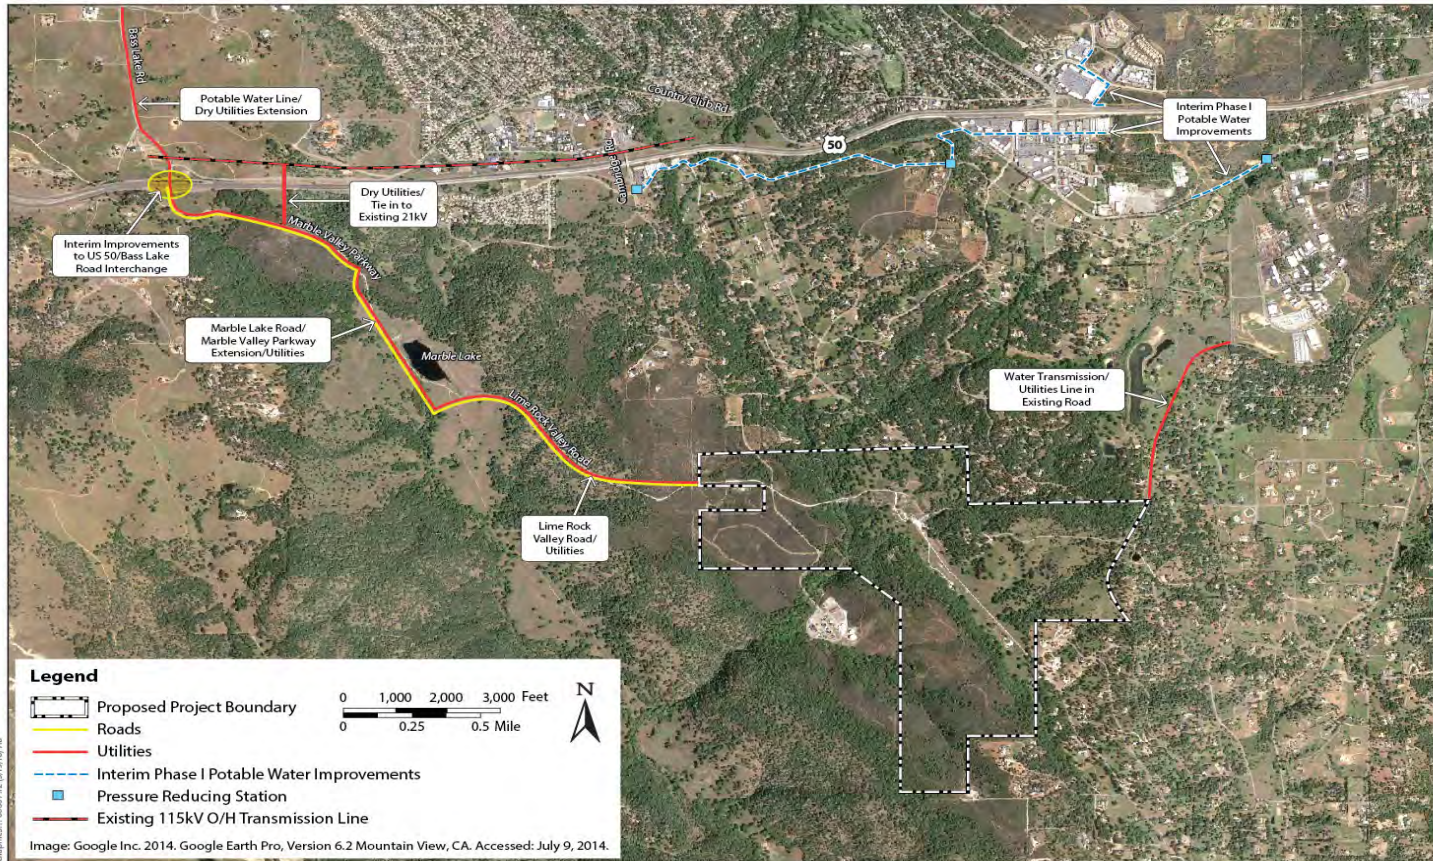 Bass Lake Rd
Potable Water Line/
Dry Utilities Extension
Country Club Rd
Interim Phase I
Potable Water
Improvements
50
Cambridge Rd
Dry Utilities/
Tie in to
Existing 21kV
Interim Improvements
to US 50/Bass Lake
Road Interchange
Marble Valley Parkway
Marble Lake Road/
Marble Valley Parkway
Extension/Utilities
Marble Lake
Water Transmission/
Utilities Line in
Existing Road
Lime Rock Valley Road
Lime Rock
Valley Road/
Utilities
Legend
Proposed Project Boundary
Roads
Utilities
Interim Phase I Potable Water Improvements
Pressure Reducing Station
Existing 115kV O/H Transmission Line
0 1,000 2,000 3,000 Feet
0 0.25 0.5 Mile
N
Image: Google Inc. 2014. Google Earth Pro, Version 6.2 Mountain View, CA. Accessed: July 9, 2014.